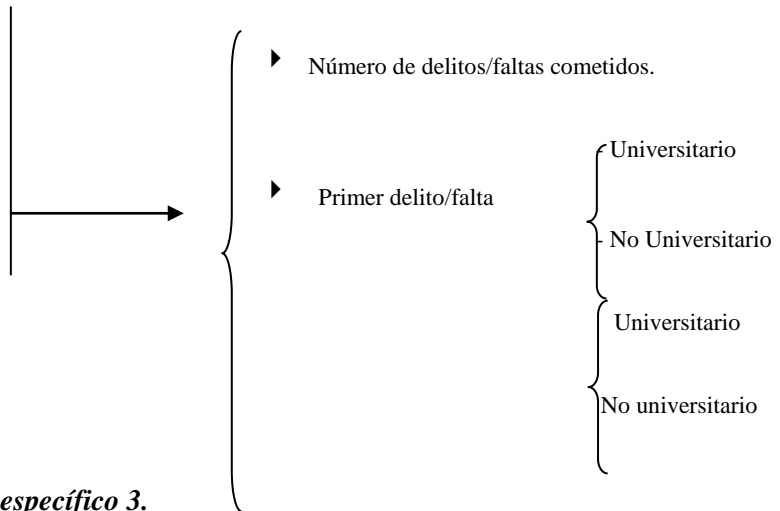 Número de delitos/faltas cometidos.
- Universitario
Primer delito/falta
- No Universitario
Universitario
No universitario
específico 3.